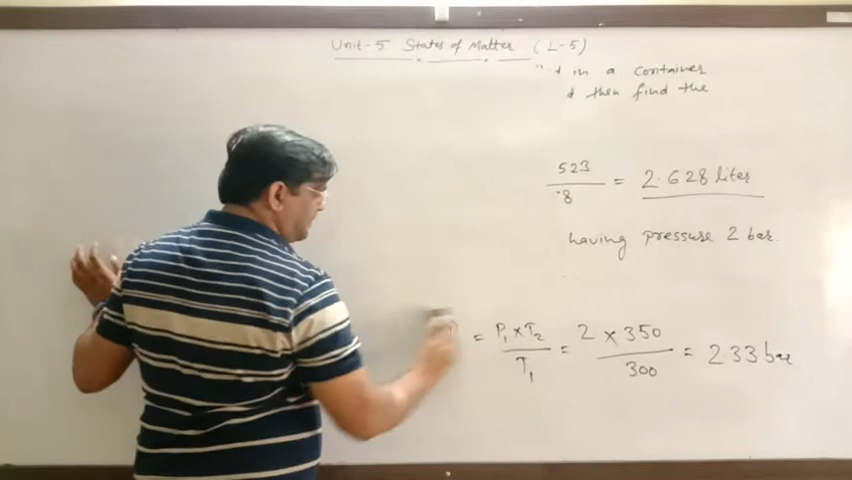 Unit-5 States of Matter (L-5)
in a container
then find the
523
8 = 2.628 liter
having pressure 2 bar
= P₁ × T₂ / T₁ = 2 × 350 / 300 = 2.33 bar